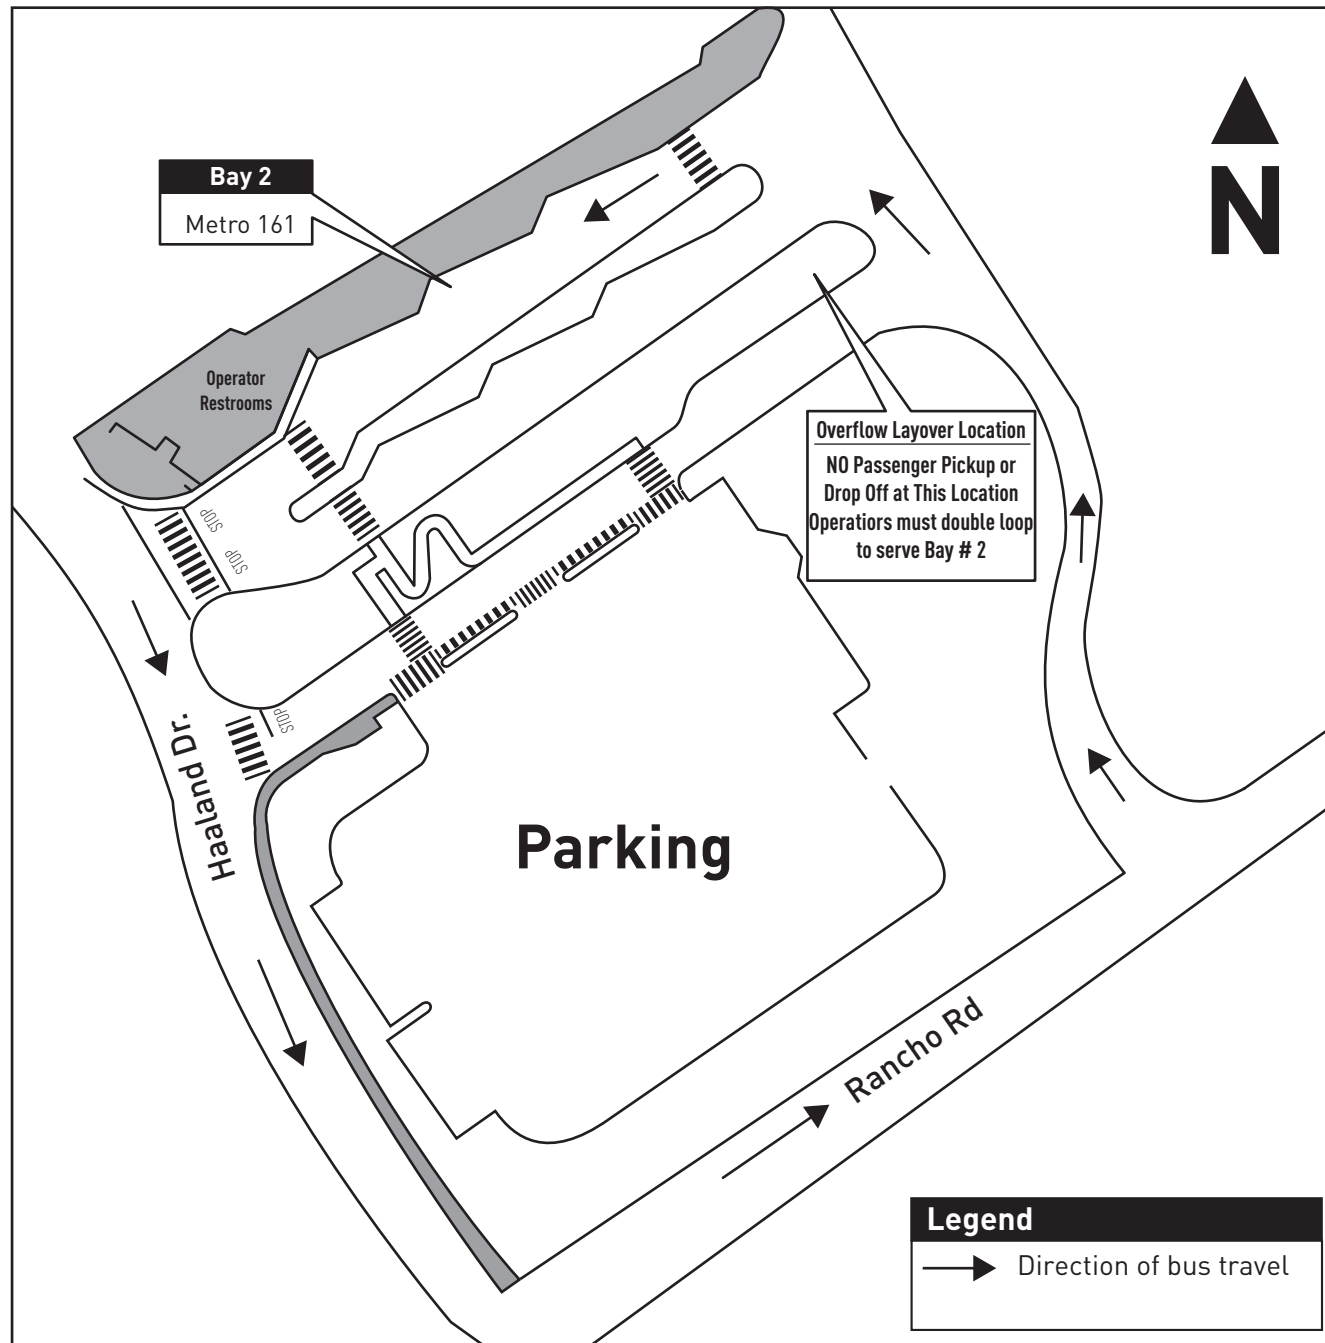 Bay 2
Metro 161
N
Operator
Restrooms
Overflow Layover Location
NO Passenger Pickup or
Drop Off at This Location
Operatiors must double loop
to serve Bay # 2
STOP
STOP
STOP
Haaland Dr.
Parking
Rancho Rd
Legend
Direction of bus travel